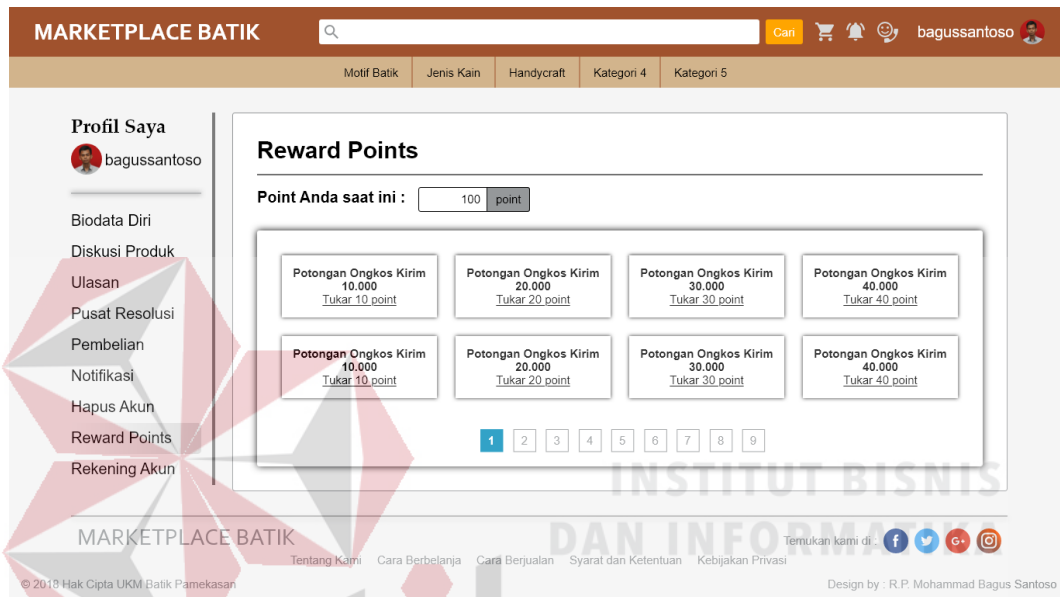 MARKETPLACE BATIK
Cari
bagussantoso
Motif Batik Jenis Kain Handycraft Kategori 4 Kategori 5
Profil Saya
bagussantoso
Biodata Diri
Diskusi Produk
Ulasan
Pusat Resolusi
Pembelian
Notifikasi
Hapus Akun
Reward Points
Rekening Akun
Reward Points
Point Anda saat ini : 100 point
Potongan Ongkos Kirim
10.000
Tukar 10 point
Potongan Ongkos Kirim
20.000
Tukar 20 point
Potongan Ongkos Kirim
30.000
Tukar 30 point
Potongan Ongkos Kirim
40.000
Tukar 40 point
Potongan Ongkos Kirim
10.000
Tukar 10 point
Potongan Ongkos Kirim
20.000
Tukar 20 point
Potongan Ongkos Kirim
30.000
Tukar 30 point
Potongan Ongkos Kirim
40.000
Tukar 40 point
1 2 3 4 5 6 7 8 9
INSTITUT BISNIS
DAN INFORMATIKA
MARKETPLACE BATIK
Temukan kami di :
f G+
Tentang Kami Cara Berbelanja Cara Berjualan Syarat dan Ketentuan Kebijakan Privasi
© 2018 Hak Cipta UKM Batik Pamekasan
Design by : R.P. Mohammad Bagus Santoso